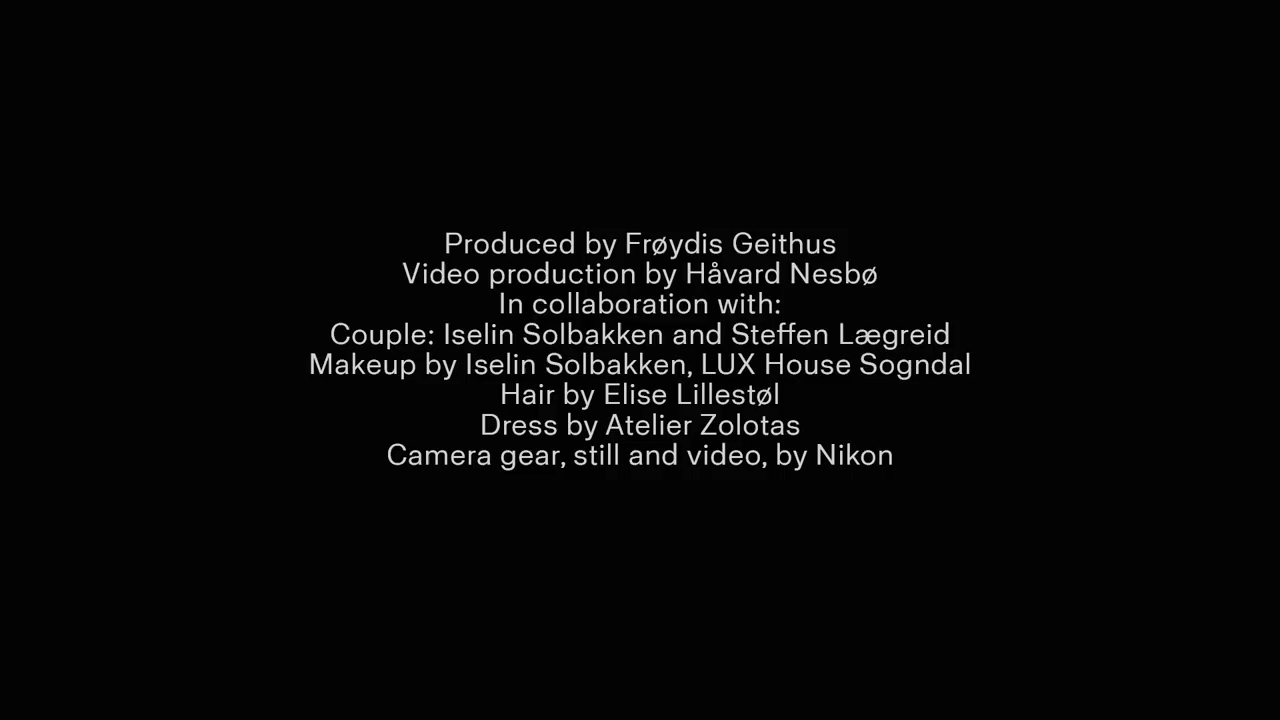 Produced by Frøydis Geithus
Video production by Håvard Nesbø
In collaboration with:
Couple: Iselin Solbakken and Steffen Lægreid
Makeup by Iselin Solbakken, LUX House Sogndal
Hair by Elise Lillestøl
Dress by Atelier Zolotas
Camera gear, still and video, by Nikon